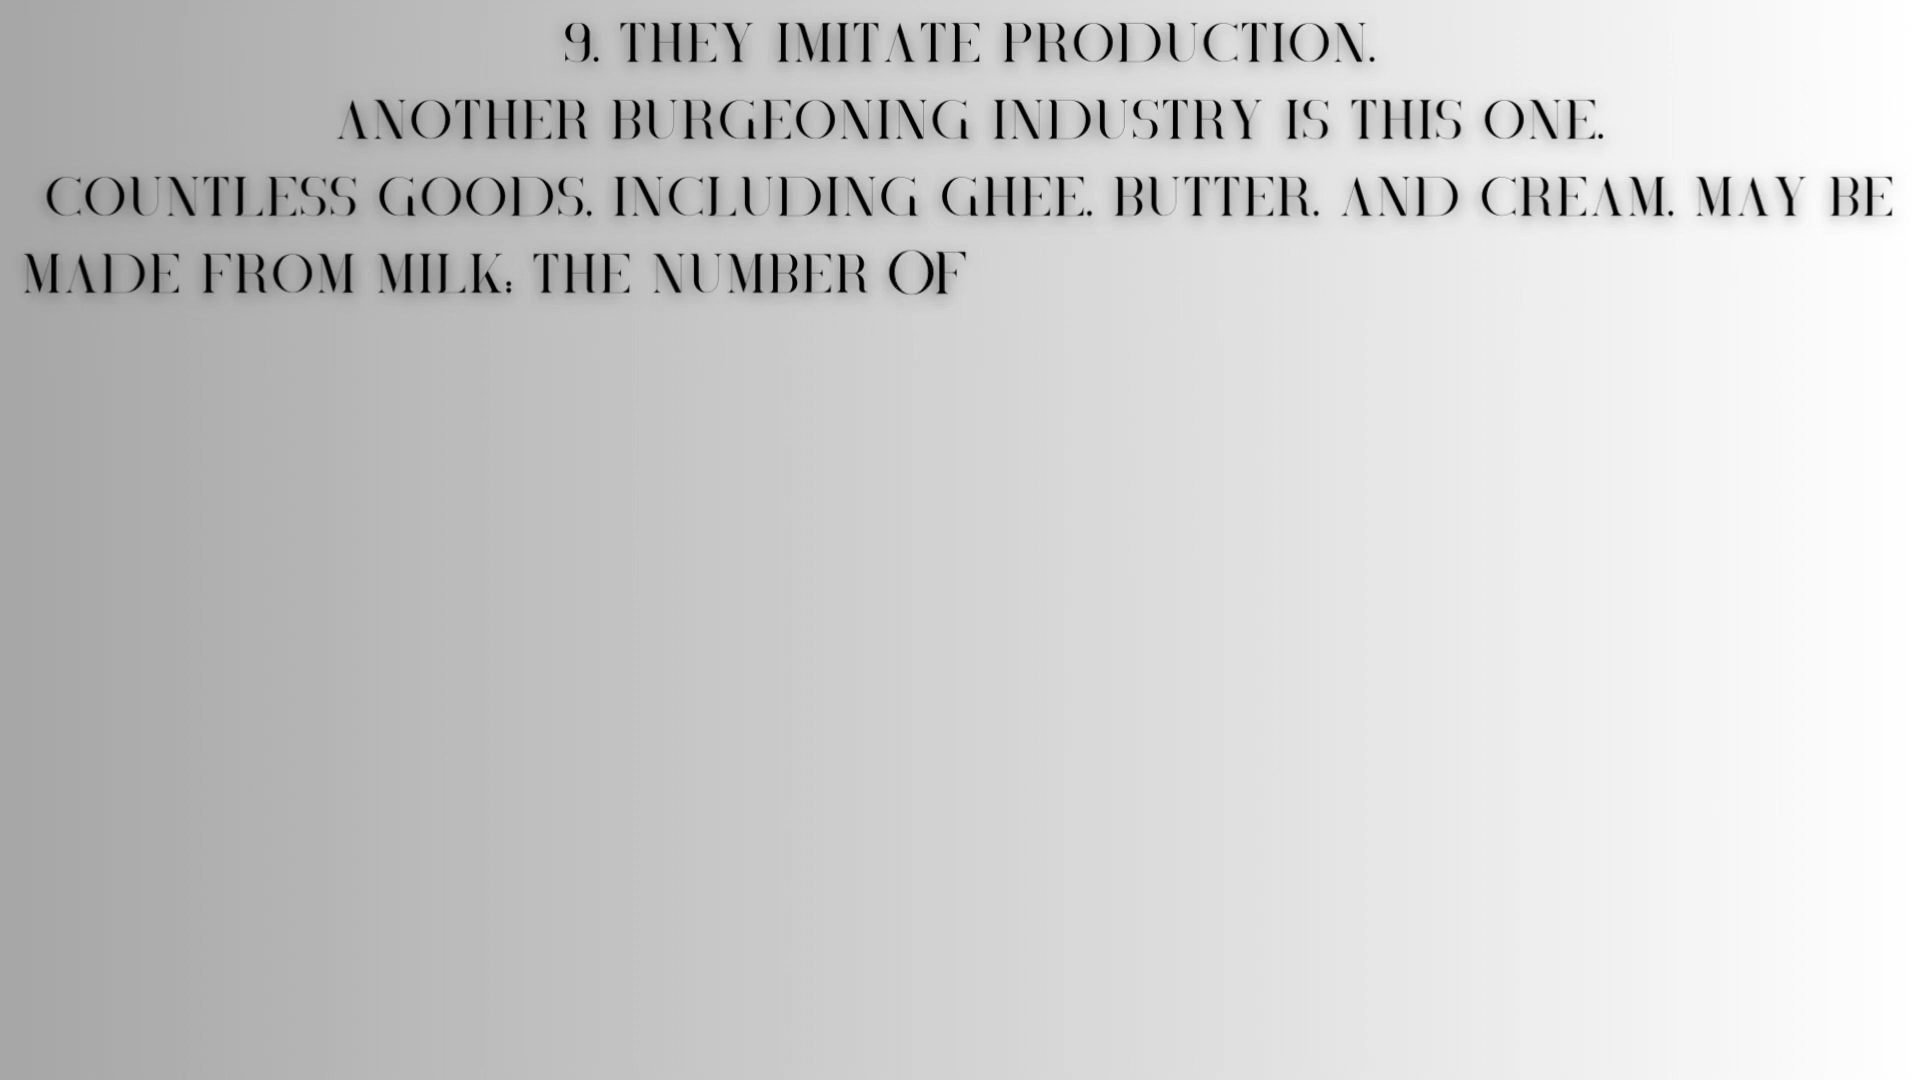 9. THEY IMITATE PRODUCTION.
ANOTHER BURGEONING INDUSTRY IS THIS ONE.
COUNTLESS GOODS, INCLUDING GHEE, BUTTER, AND CREAM, MAY BE
MADE FROM MILK; THE NUMBER OF